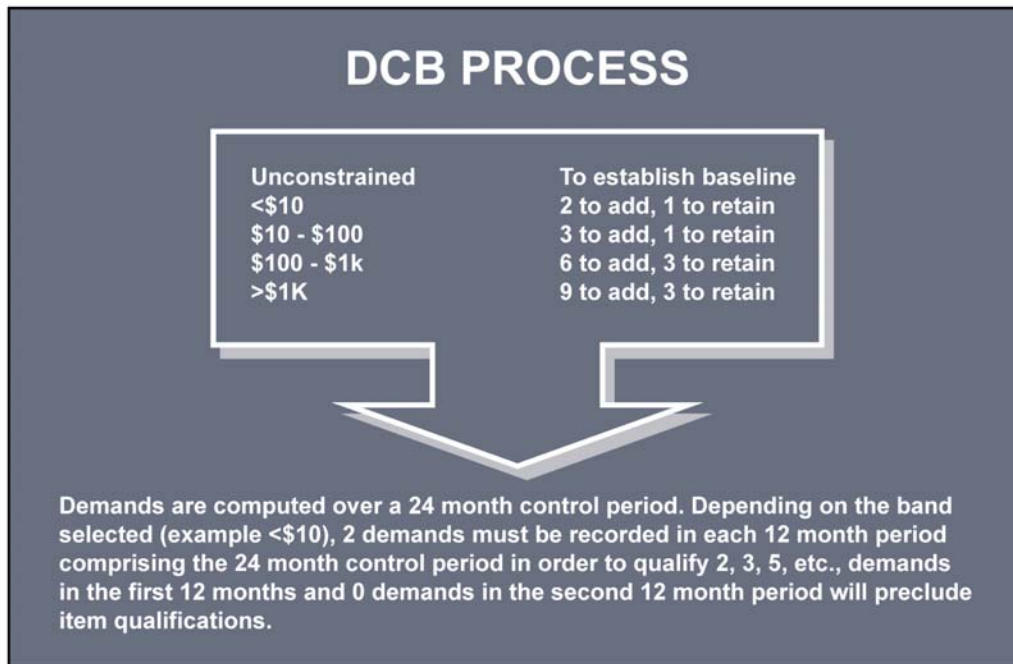 DCB PROCESS
Unconstrained To establish baseline
<$10 2 to add, 1 to retain
$10 - $100 3 to add, 1 to retain
$100 - $1k 6 to add, 3 to retain
>$1K 9 to add, 3 to retain
Demands are computed over a 24 month control period. Depending on the band
selected (example <$10), 2 demands must be recorded in each 12 month period
comprising the 24 month control period in order to qualify 2, 3, 5, etc., demands
in the first 12 months and 0 demands in the second 12 month period will preclude
item qualifications.